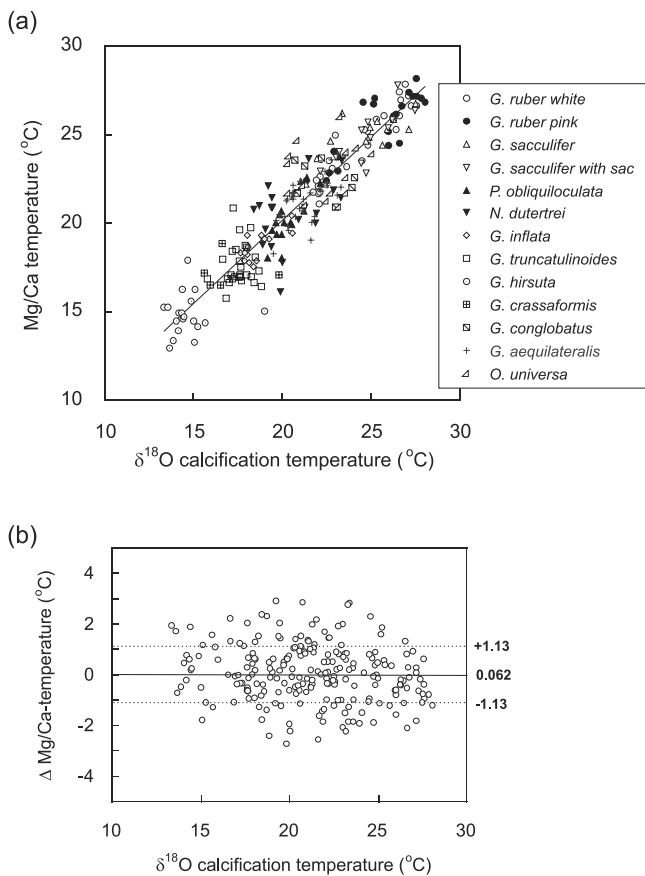 (a)
30
25
20
15
10
Mg/Ca temperature (°C)
10 15 20 25 30
δ18O calcification temperature (°C)
G. ruber white
G. ruber pink
G. sacculifer
G. sacculifer with sac
P. obliquiloculata
N. dutertrei
G. inflata
G. truncatulinoides
G. hirsuta
G. crassaformis
G. conglobatus
G. aequilateralis
O. universa
(b)
4
2
0
-2
-4
Δ Mg/Ca-temperature (°C)
+1.13
0.062
-1.13
10 15 20 25 30
δ18O calcification temperature (°C)